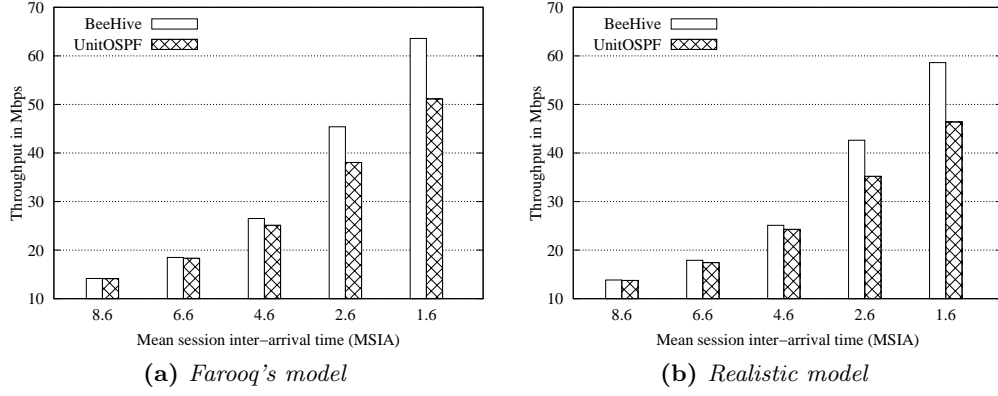 70
60
50
40
30
20
10
Throughput in Mbps
BeeHive
UnitOSPF
8.6 6.6 4.6 2.6 1.6
Mean session inter−arrival time (MSIA)
(a) Farooq's model
70
60
50
40
30
20
10
Throughput in Mbps
BeeHive
UnitOSPF
8.6 6.6 4.6 2.6 1.6
Mean session inter−arrival time (MSIA)
(b) Realistic model